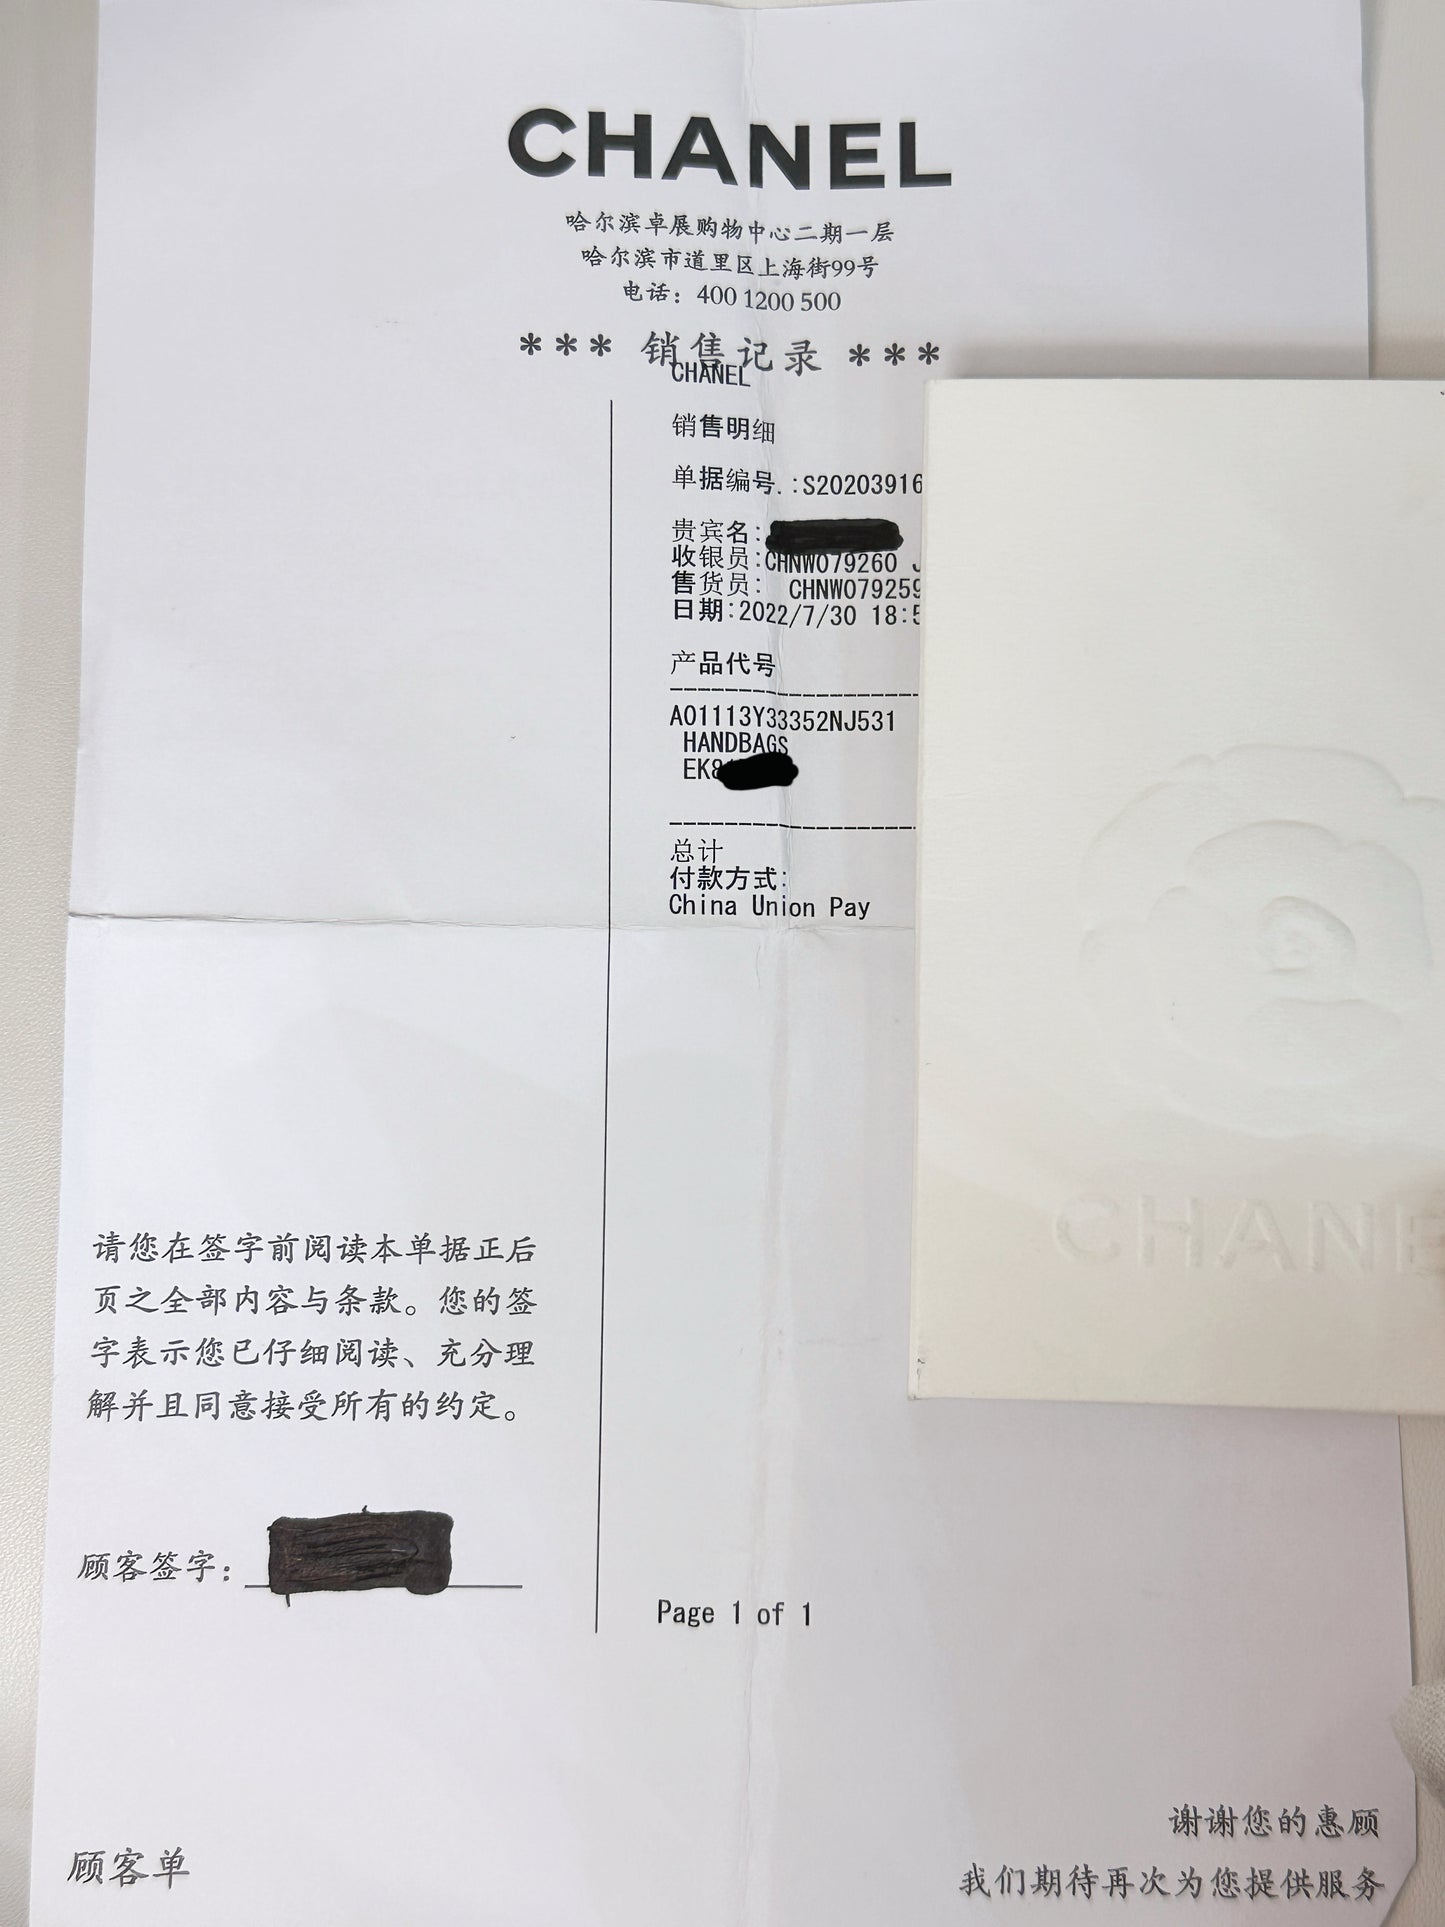 CHANEL
哈尔滨卓展购物中心二期一层
哈尔滨市道里区上海街99号
电话：400 1200 500
*** 销售记录 ***
CHANEL
销售明细
单据编号.:S20203916
贵宾名:
收银员:CHNW079260 J
售货员: CHNW079259
日期:2022/7/30 18:5
产品代号
A01113Y33352NJ531
HANDBAGS
EK8
总计
付款方式:
China Union Pay
CHANE
请您在签字前阅读本单据正后
页之全部内容与条款。您的签
字表示您已仔细阅读、充分理
解并且同意接受所有的约定。
顾客签字：
Page 1 of 1
谢谢您的惠顾
顾客单
我们期待再次为您提供服务